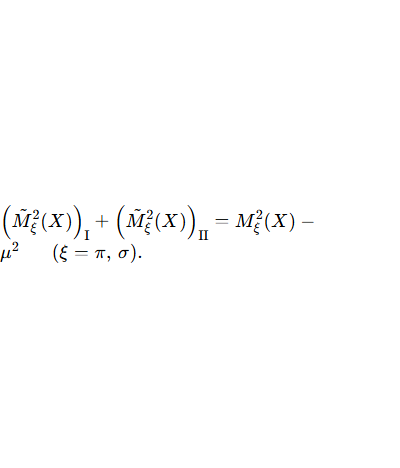 $\left(\tilde{M}_{\xi}^{2}(X)\right)_{\mathrm{I}} + \left(\tilde{M}_{\xi}^{2}(X)\right)_{\mathrm{II}} = M_{\xi}^{2}(X) -$
$\mu^{2} \quad (\xi = \pi, \sigma).$